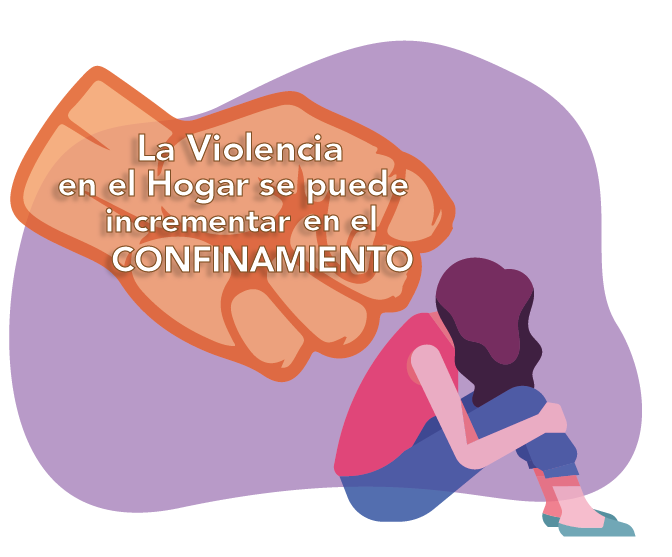 La Violencia
en el Hogar se puede
incrementar en el
CONFINAMIENTO